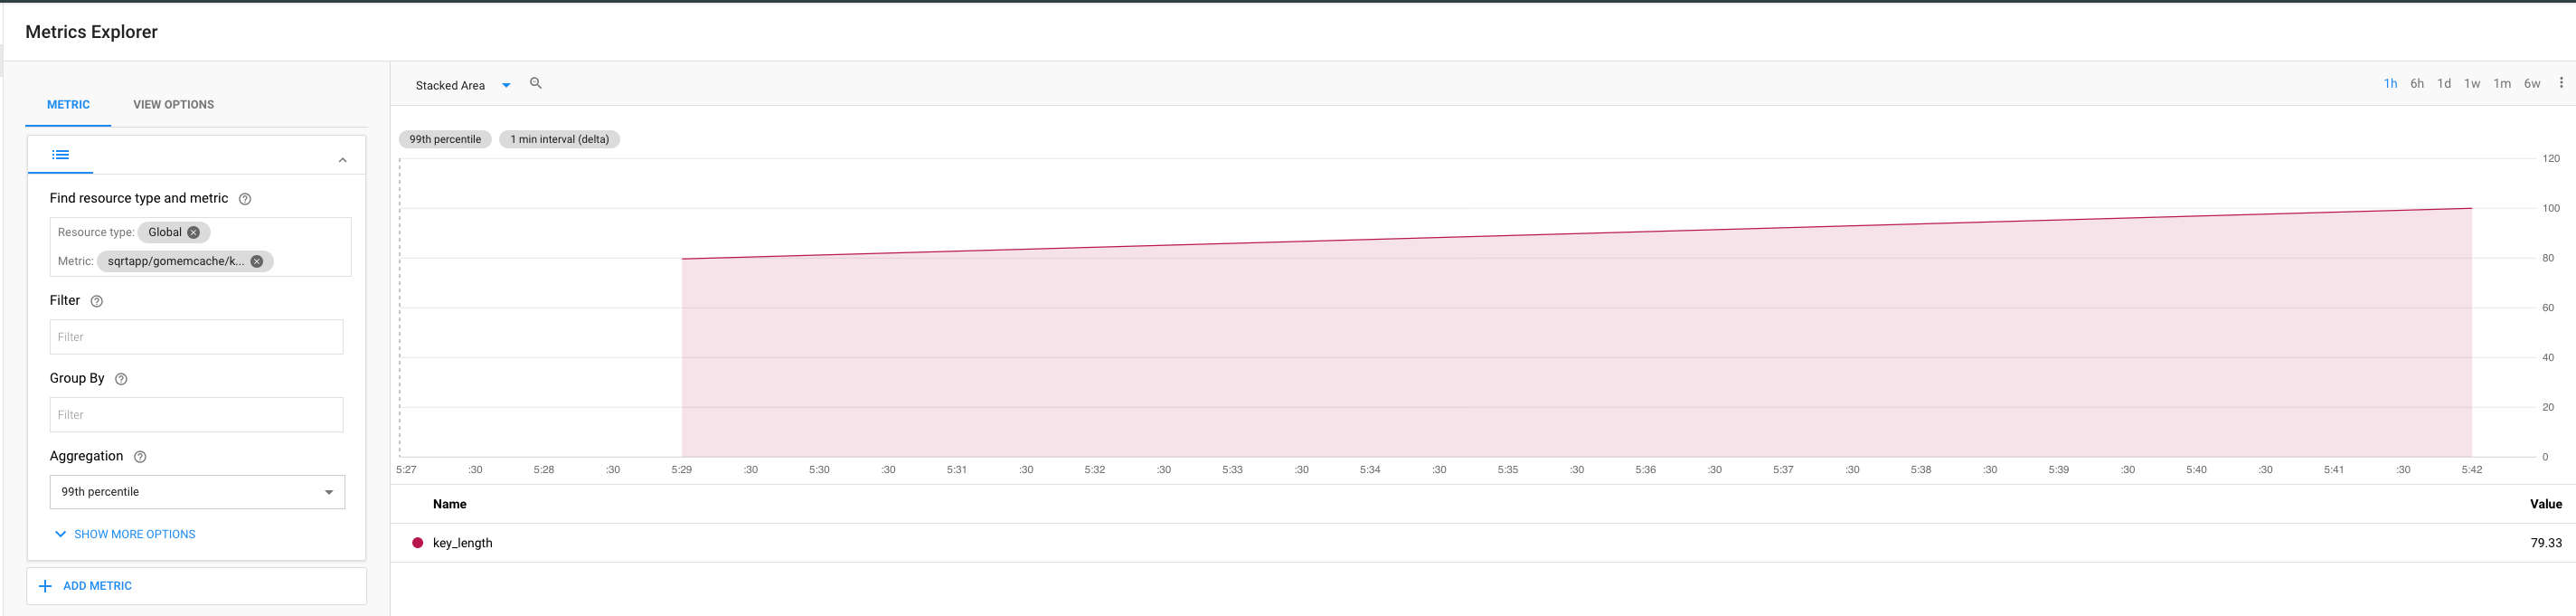 Metrics Explorer
METRIC VIEW OPTIONS
Find resource type and metric
Resource type: Global
Metric: sqrtapp/gomemcache/k...
Filter
Filter
Group By
Filter
Aggregation
99th percentile
SHOW MORE OPTIONS
ADD METRIC
Stacked Area
1h 6h 1d 1w 1m 6w
99th percentile 1 min interval (delta)
120
100
80
60
40
20
0
5:27 :30 5:28 :30 5:29 :30 5:30 :30 5:31 :30 5:32 :30 5:33 :30 5:34 :30 5:35 :30 5:36 :30 5:37 :30 5:38 :30 5:39 :30 5:40 :30 5:41 :30 5:42
Name Value
key_length 79.33